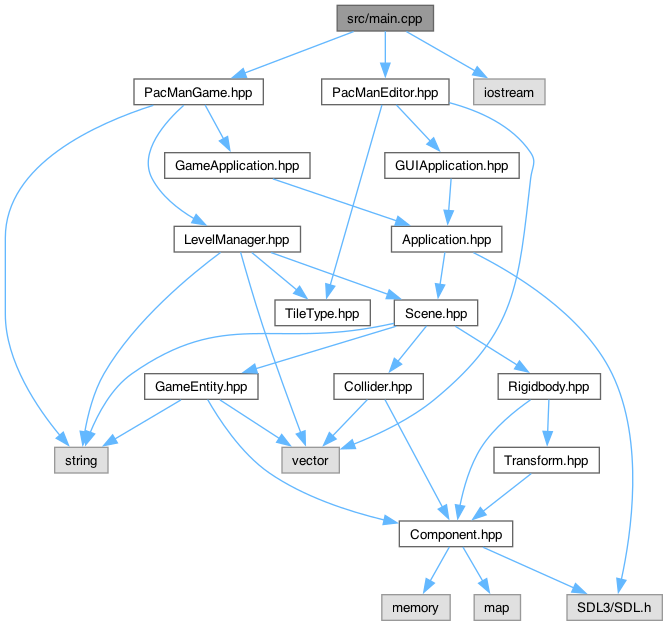 src/main.cpp
PacManGame.hpp
PacManEditor.hpp
iostream
GameApplication.hpp
GUIApplication.hpp
LevelManager.hpp
Application.hpp
TileType.hpp
Scene.hpp
GameEntity.hpp
Collider.hpp
Rigidbody.hpp
string
vector
Transform.hpp
Component.hpp
memory
map
SDL3/SDL.h